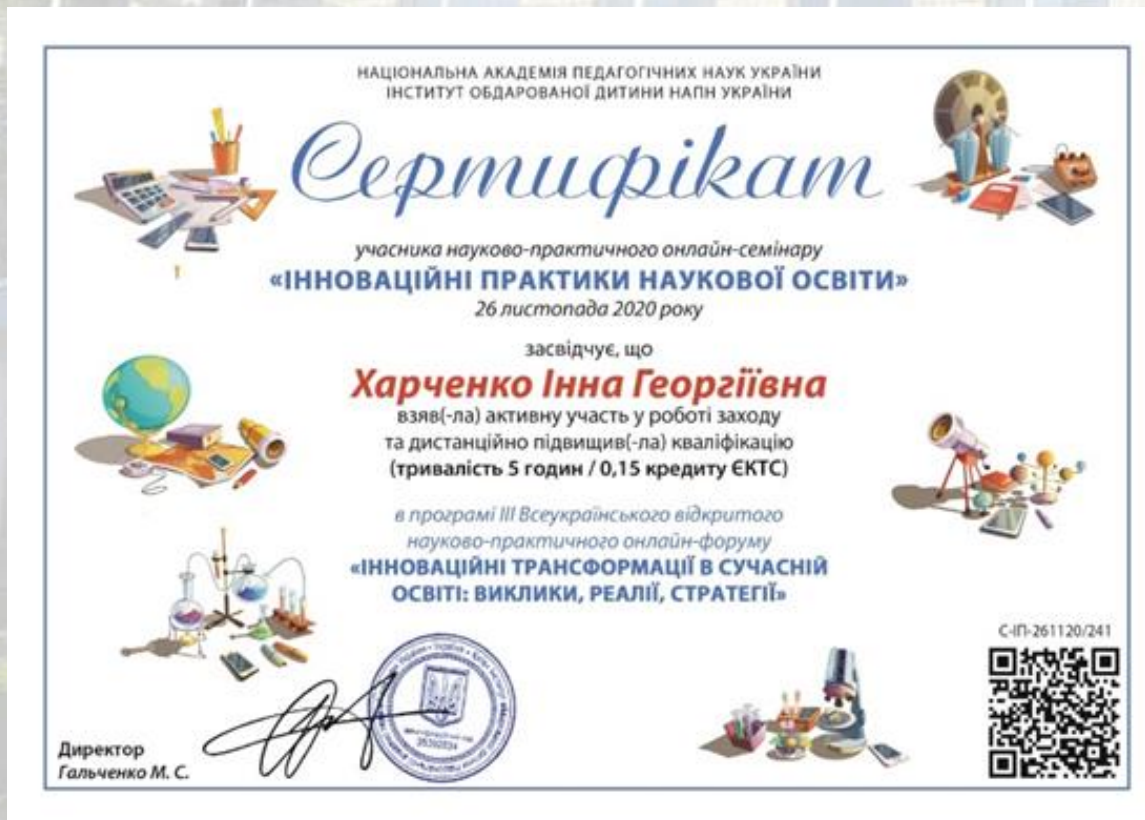 НАЦІОНАЛЬНА АКАДЕМІЯ ПЕДАГОГІЧНИХ НАУК УКРАЇНИ
ІНСТИТУТ ОБДАРОВАНОЇ ДИТИНИ НАПН УКРАЇНИ
Сертифікат
учасника науково-практичного онлайн-семінару
«ІННОВАЦІЙНІ ПРАКТИКИ НАУКОВОЇ ОСВІТИ»
26 листопада 2020 року
засвідчує, що
Харченко Інна Георгіївна
взяв(-ла) активну участь у роботі заходу
та дистанційно підвищив(-ла) кваліфікацію
(тривалість 5 годин / 0,15 кредиту ЄКТС)
в програмі ІІІ Всеукраїнського відкритого
науково-практичного онлайн-форуму
«ІННОВАЦІЙНІ ТРАНСФОРМАЦІЇ В СУЧАСНІЙ
ОСВІТІ: ВИКЛИКИ, РЕАЛІЇ, СТРАТЕГІЇ»
С-ІП-261120/241
Директор
Гальченко М. С.